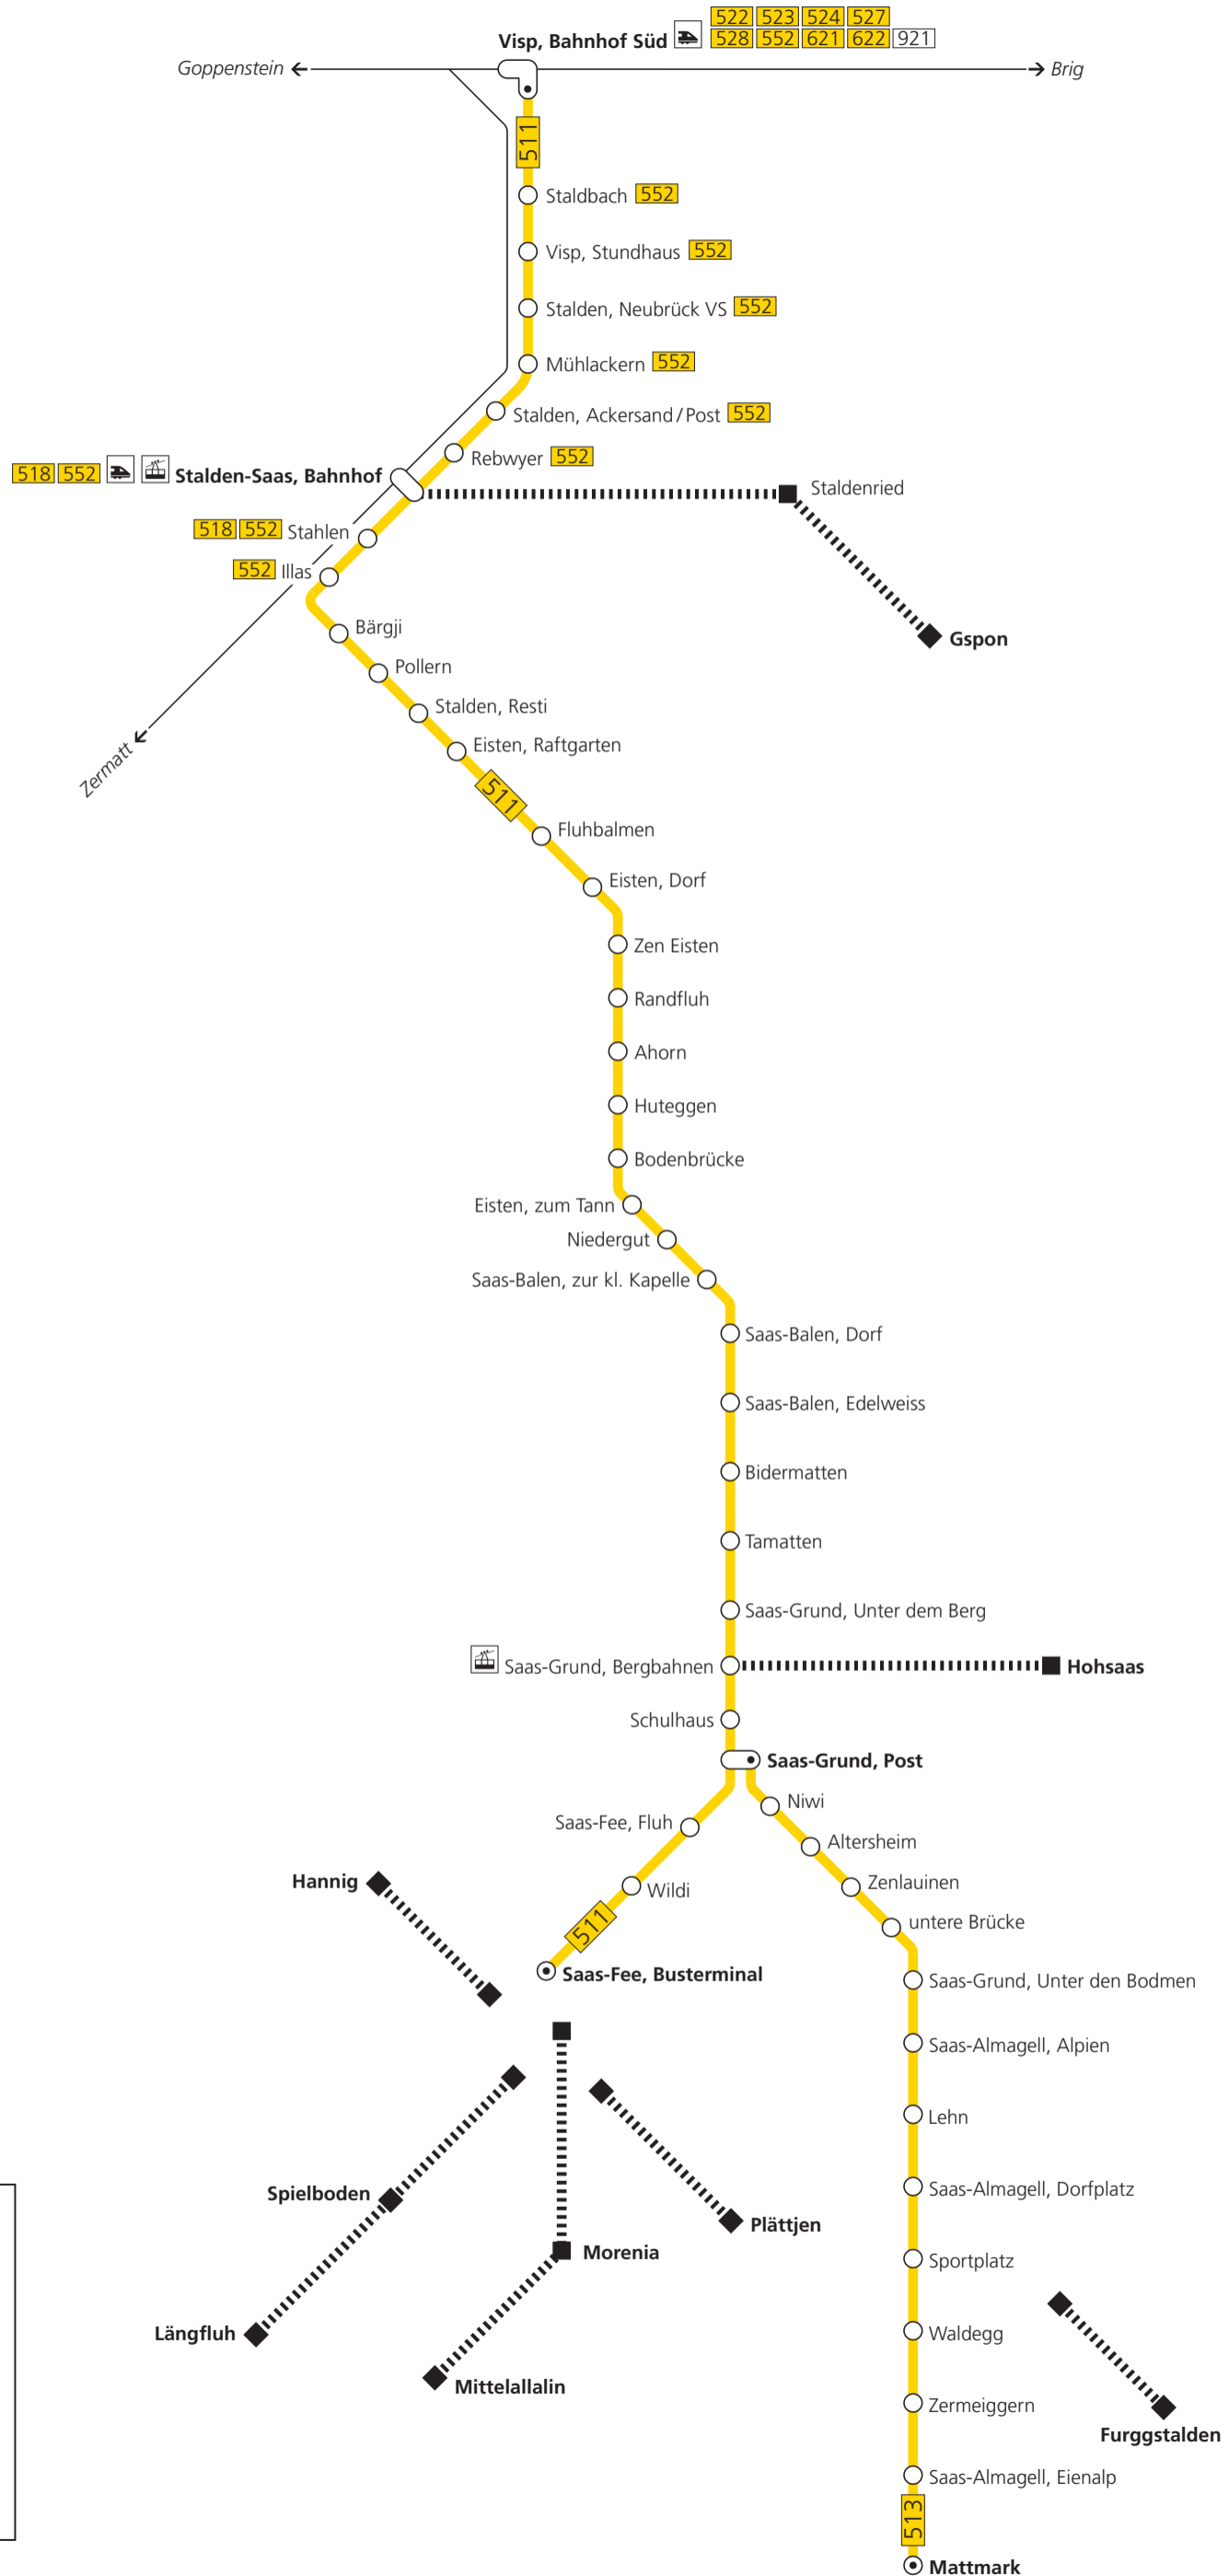 522 523 524 527
Visp, Bahnhof Süd 528 552 621 622 921
Goppenstein
Brig
511
Staldbach 552
Visp, Stundhaus 552
Stalden, Neubrück VS 552
Mühlackern 552
Stalden, Ackersand/Post 552
Rebwyer 552
518 552 Stalden-Saas, Bahnhof
Staldenried
518 552 Stahlen
552 Illas
Bärgji
Gspon
Pollern
Stalden, Resti
Eisten, Raftgarten
Zermatt
511
Fluhbalmen
Eisten, Dorf
Zen Eisten
Randfluh
Ahorn
Huteggen
Bodenbrücke
Eisten, zum Tann
Niedergut
Saas-Balen, zur kl. Kapelle
Saas-Balen, Dorf
Saas-Balen, Edelweiss
Bidermatten
Tamatten
Saas-Grund, Unter dem Berg
Saas-Grund, Bergbahnen
Hohsaas
Schulhaus
Saas-Grund, Post
Niwi
Saas-Fee, Fluh
Altersheim
Hannig
Zenlauinen
Wildi
untere Brücke
511
Saas-Fee, Busterminal
Saas-Grund, Unter den Bodmen
Saas-Almagell, Alpien
Lehn
Saas-Almagell, Dorfplatz
Spielboden
Plättjen
Morenia
Sportplatz
Längfluh
Waldegg
Mittelallalin
Zermeiggern
Furggstalden
Saas-Almagell, Eienalp
513
Mattmark